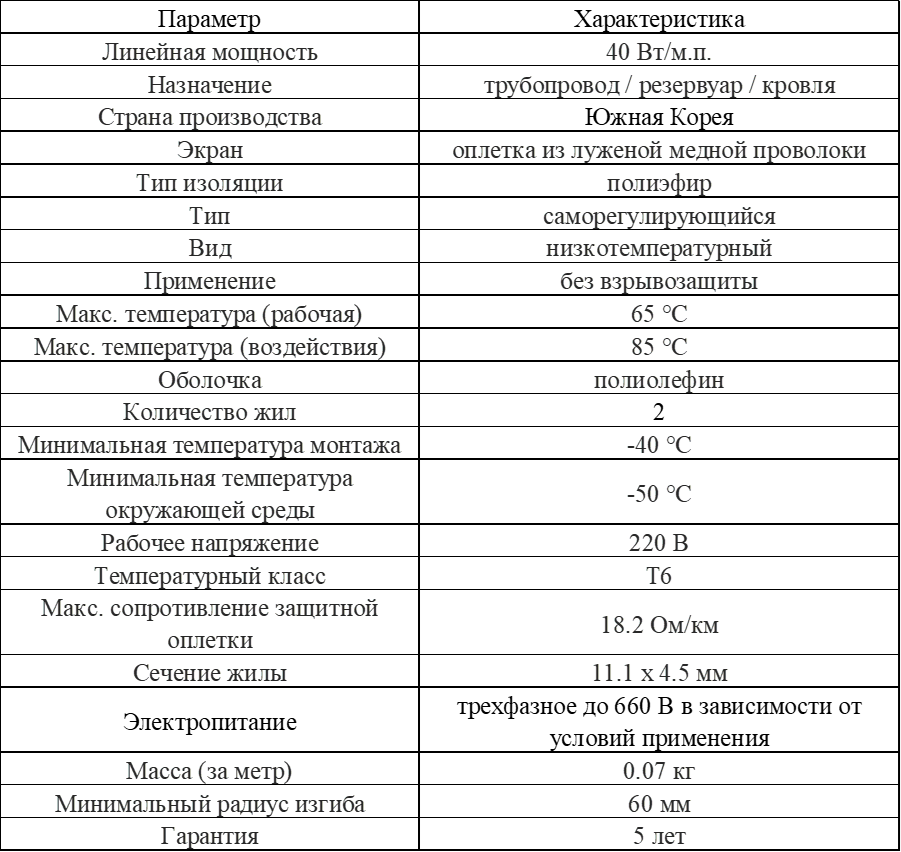 Параметр Характеристика
Линейная мощность 40 Вт/м.п.
Назначение трубопровод / резервуар / кровля
Страна производства Южная Корея
Экран оплетка из луженой медной проволоки
Тип изоляции полиэфир
Тип саморегулирующийся
Вид низкотемпературный
Применение без взрывозащиты
Макс. температура (рабочая) 65 °C
Макс. температура (воздействия) 85 °C
Оболочка полиолефин
Количество жил 2
Минимальная температура монтажа -40 °C
Минимальная температура
окружающей среды
-50 °C
Рабочее напряжение 220 В
Температурный класс T6
Макс. сопротивление защитной
оплетки
18.2 Ом/км
Сечение жилы 11.1 х 4.5 мм
Электропитание
трехфазное до 660 В в зависимости от
условий применения
Масса (за метр) 0.07 кг
Минимальный радиус изгиба 60 мм
Гарантия 5 лет